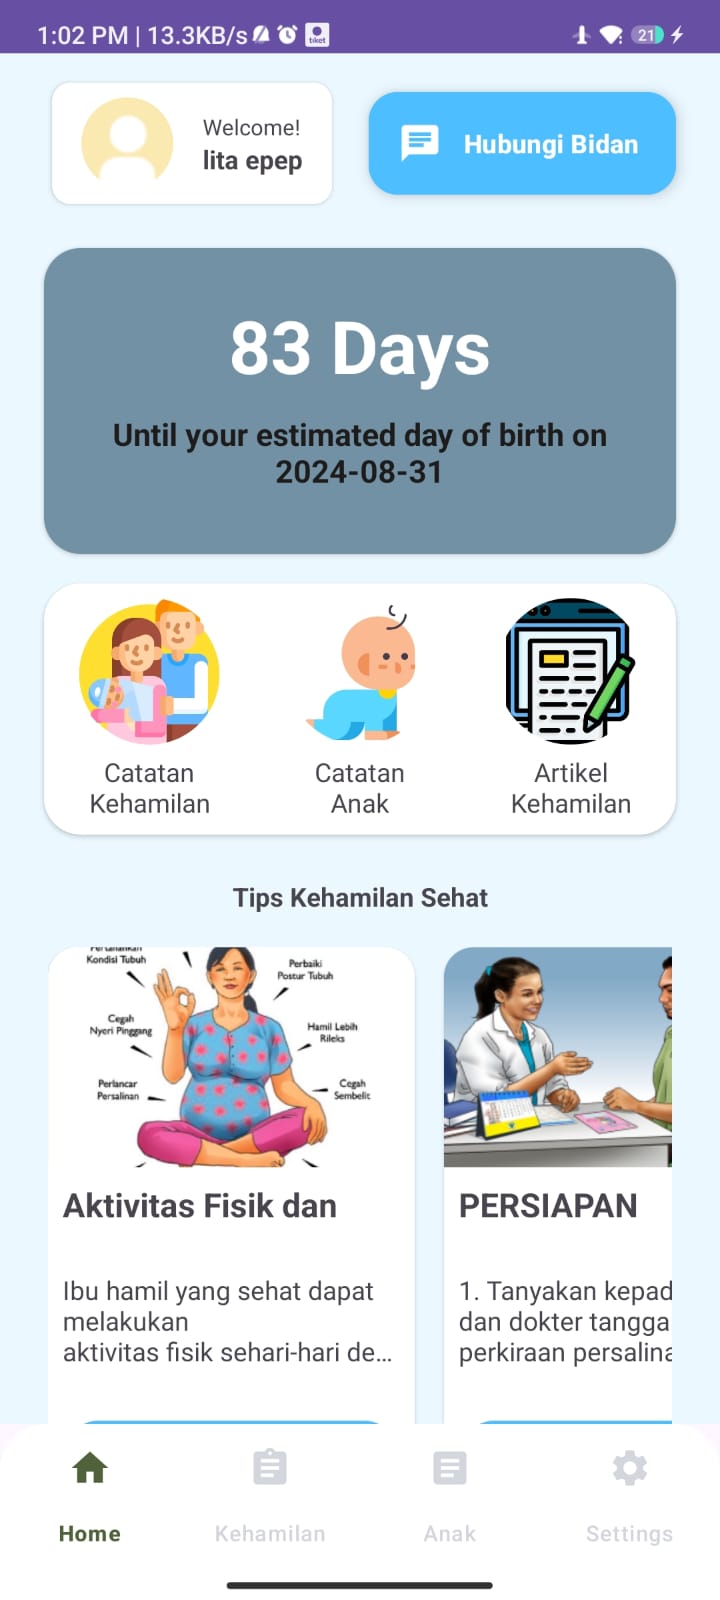 1:02 PM | 13.3KB/s
tiket
21
Welcome!
lita epep
Hubungi Bidan
83 Days
Until your estimated day of birth on
2024-08-31
Catatan
Kehamilan
Catatan
Anak
Artikel
Kehamilan
Tips Kehamilan Sehat
Kondisi Tubuh
Perbaiki
Postur Tubuh
Cegah
Nyeri Pinggang
Hamil Lebih
Rileks
Perlancar
Persalinan
Cegah
Sembelit
Aktivitas Fisik dan
Ibu hamil yang sehat dapat
melakukan
aktivitas fisik sehari-hari de...
PERSIAPAN
1. Tanyakan kepad
dan dokter tangga
perkiraan persalina
Home
Kehamilan
Anak
Settings